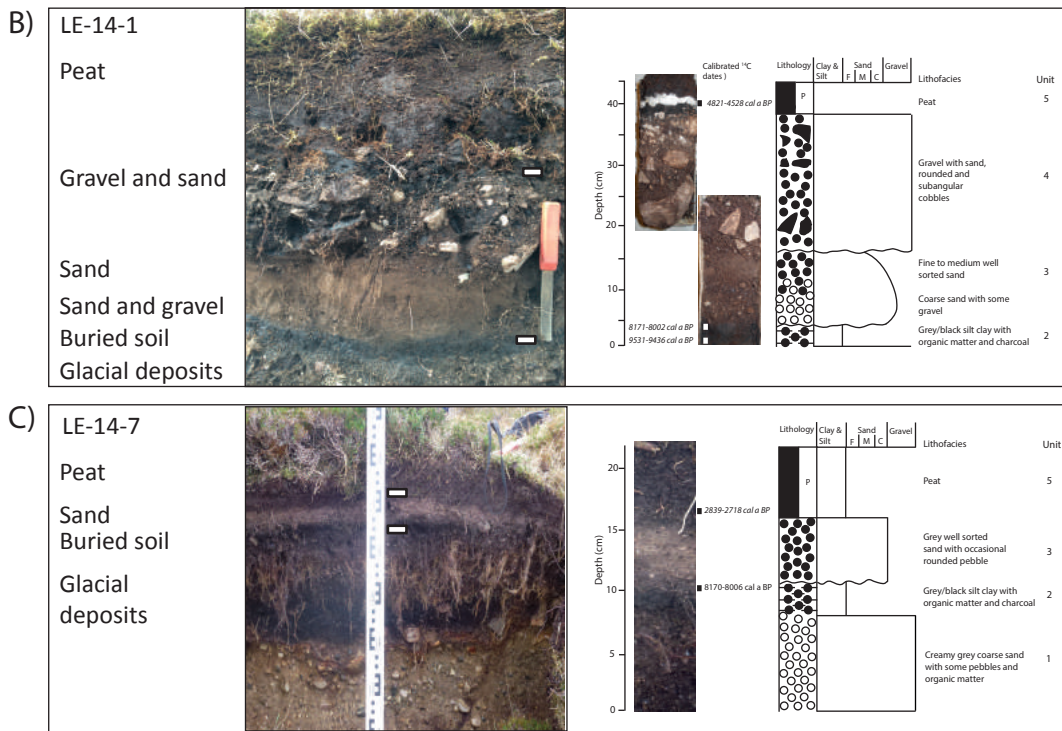 B)
LE-14-1
Peat
Gravel and sand
Sand
Sand and gravel
Buried soil
Glacial deposits
Calibrated ¹⁴C
dates )
Depth (cm)
40
30
20
10
0
4821-4528 cal a BP
8171-8002 cal a BP
9531-9436 cal a BP
Lithology
Clay &
Silt
Sand
F M C
Gravel
Lithofacies
Unit
P
Peat
5
Gravel with sand,
rounded and
subangular
cobbles
4
Fine to medium well
sorted sand
3
Coarse sand with some
gravel
Grey/black silt clay with
organic matter and charcoal
2
C)
LE-14-7
Peat
Sand
Buried soil
Glacial
deposits
Depth (cm)
20
15
10
5
0
2839-2718 cal a BP
8170-8006 cal a BP
Lithology
Clay &
Silt
Sand
F M C
Gravel
Lithofacies
Unit
P
Peat
5
Grey well sorted
sand with occasional
rounded pebble
3
Grey/black silt clay with
organic matter and charcoal
2
Creamy grey coarse sand
with some pebbles and
organic matter
1